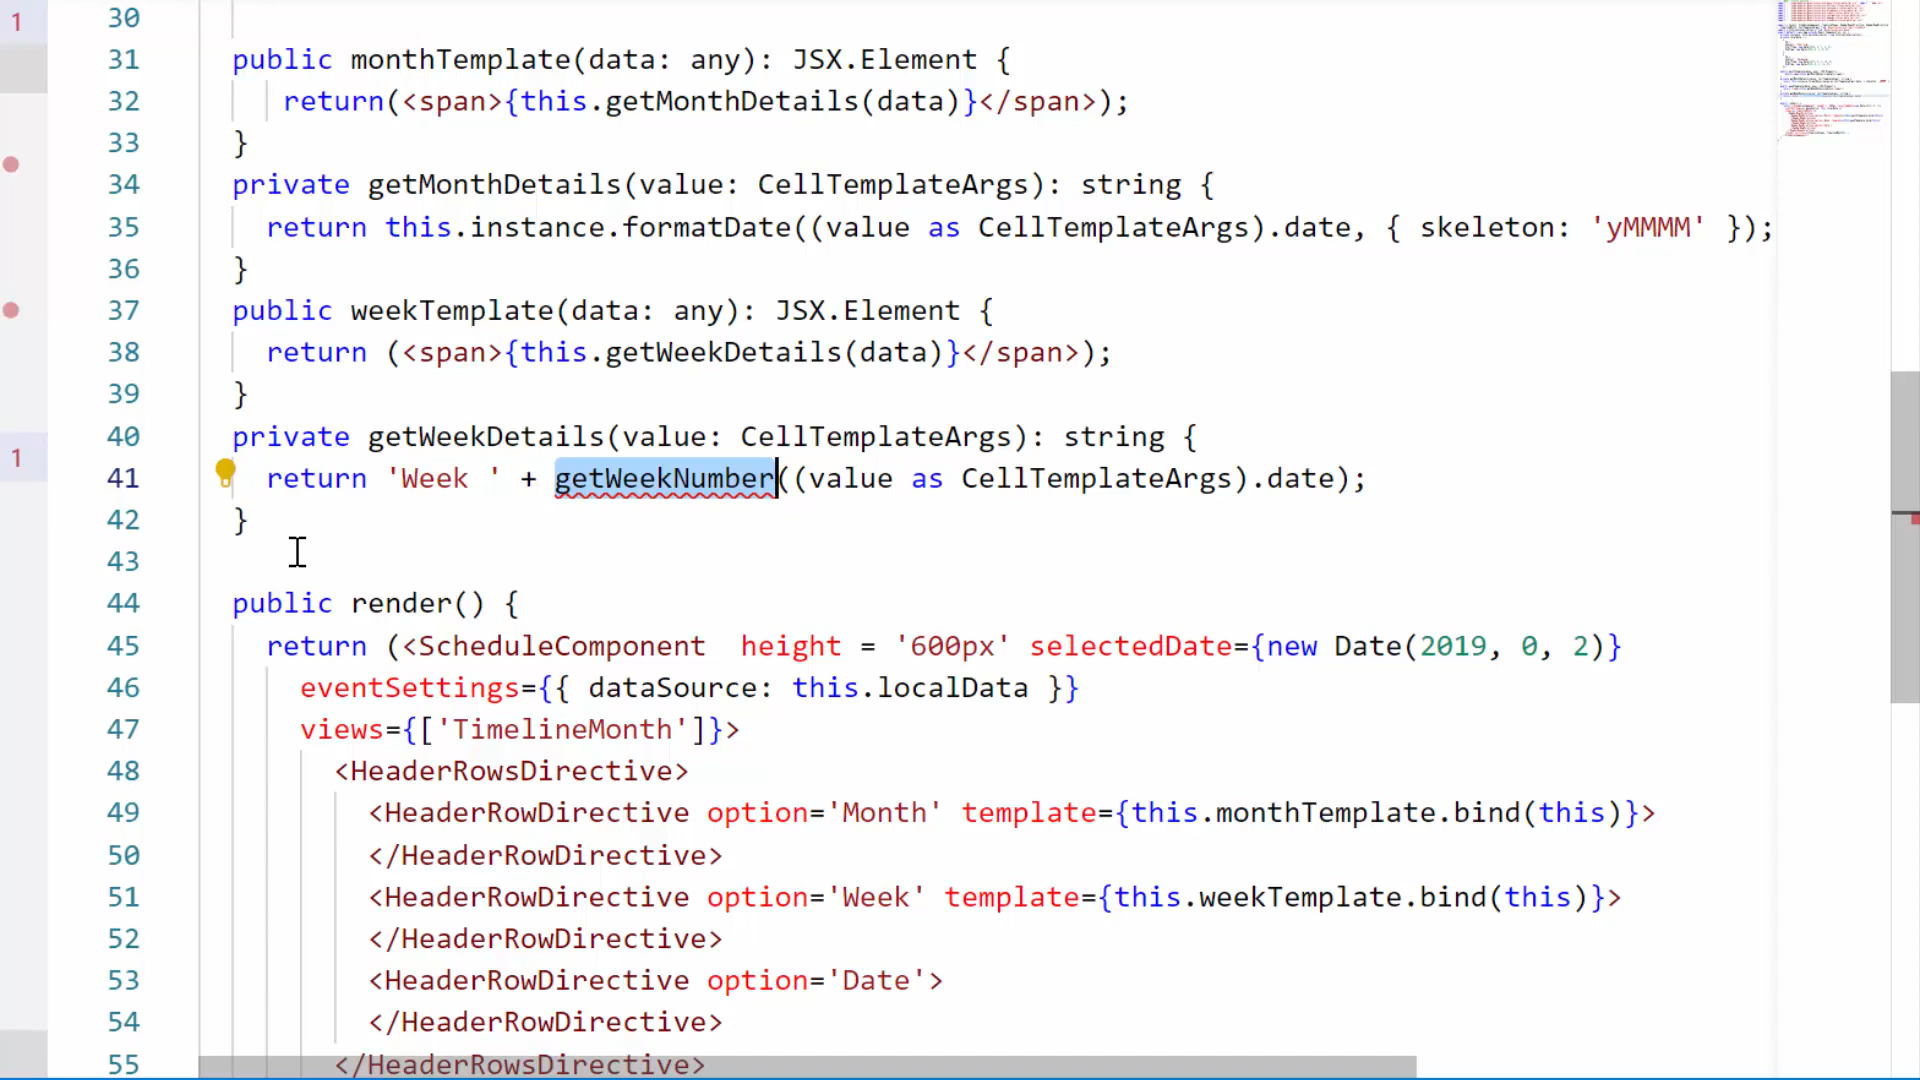 1
30
31 public monthTemplate(data: any): JSX.Element {
32 return(<span>{this.getMonthDetails(data)}</span>);
33 }
34 private getMonthDetails(value: CellTemplateArgs): string {
35 return this.instance.formatDate((value as CellTemplateArgs).date, { skeleton: 'yMMMM' });
36 }
37 public weekTemplate(data: any): JSX.Element {
38 return (<span>{this.getWeekDetails(data)}</span>);
39 }
40 private getWeekDetails(value: CellTemplateArgs): string {
1
41 return 'Week ' + getWeekNumber((value as CellTemplateArgs).date);
42 }
43
44 public render() {
45 return (<ScheduleComponent  height = '600px' selectedDate={new Date(2019, 0, 2)}
46 eventSettings={{ dataSource: this.localData }}
47 views={['TimelineMonth']}>
48 <HeaderRowsDirective>
49 <HeaderRowDirective option='Month' template={this.monthTemplate.bind(this)}>
50 </HeaderRowDirective>
51 <HeaderRowDirective option='Week' template={this.weekTemplate.bind(this)}>
52 </HeaderRowDirective>
53 <HeaderRowDirective option='Date'>
54 </HeaderRowDirective>
55 </HeaderRowsDirective>